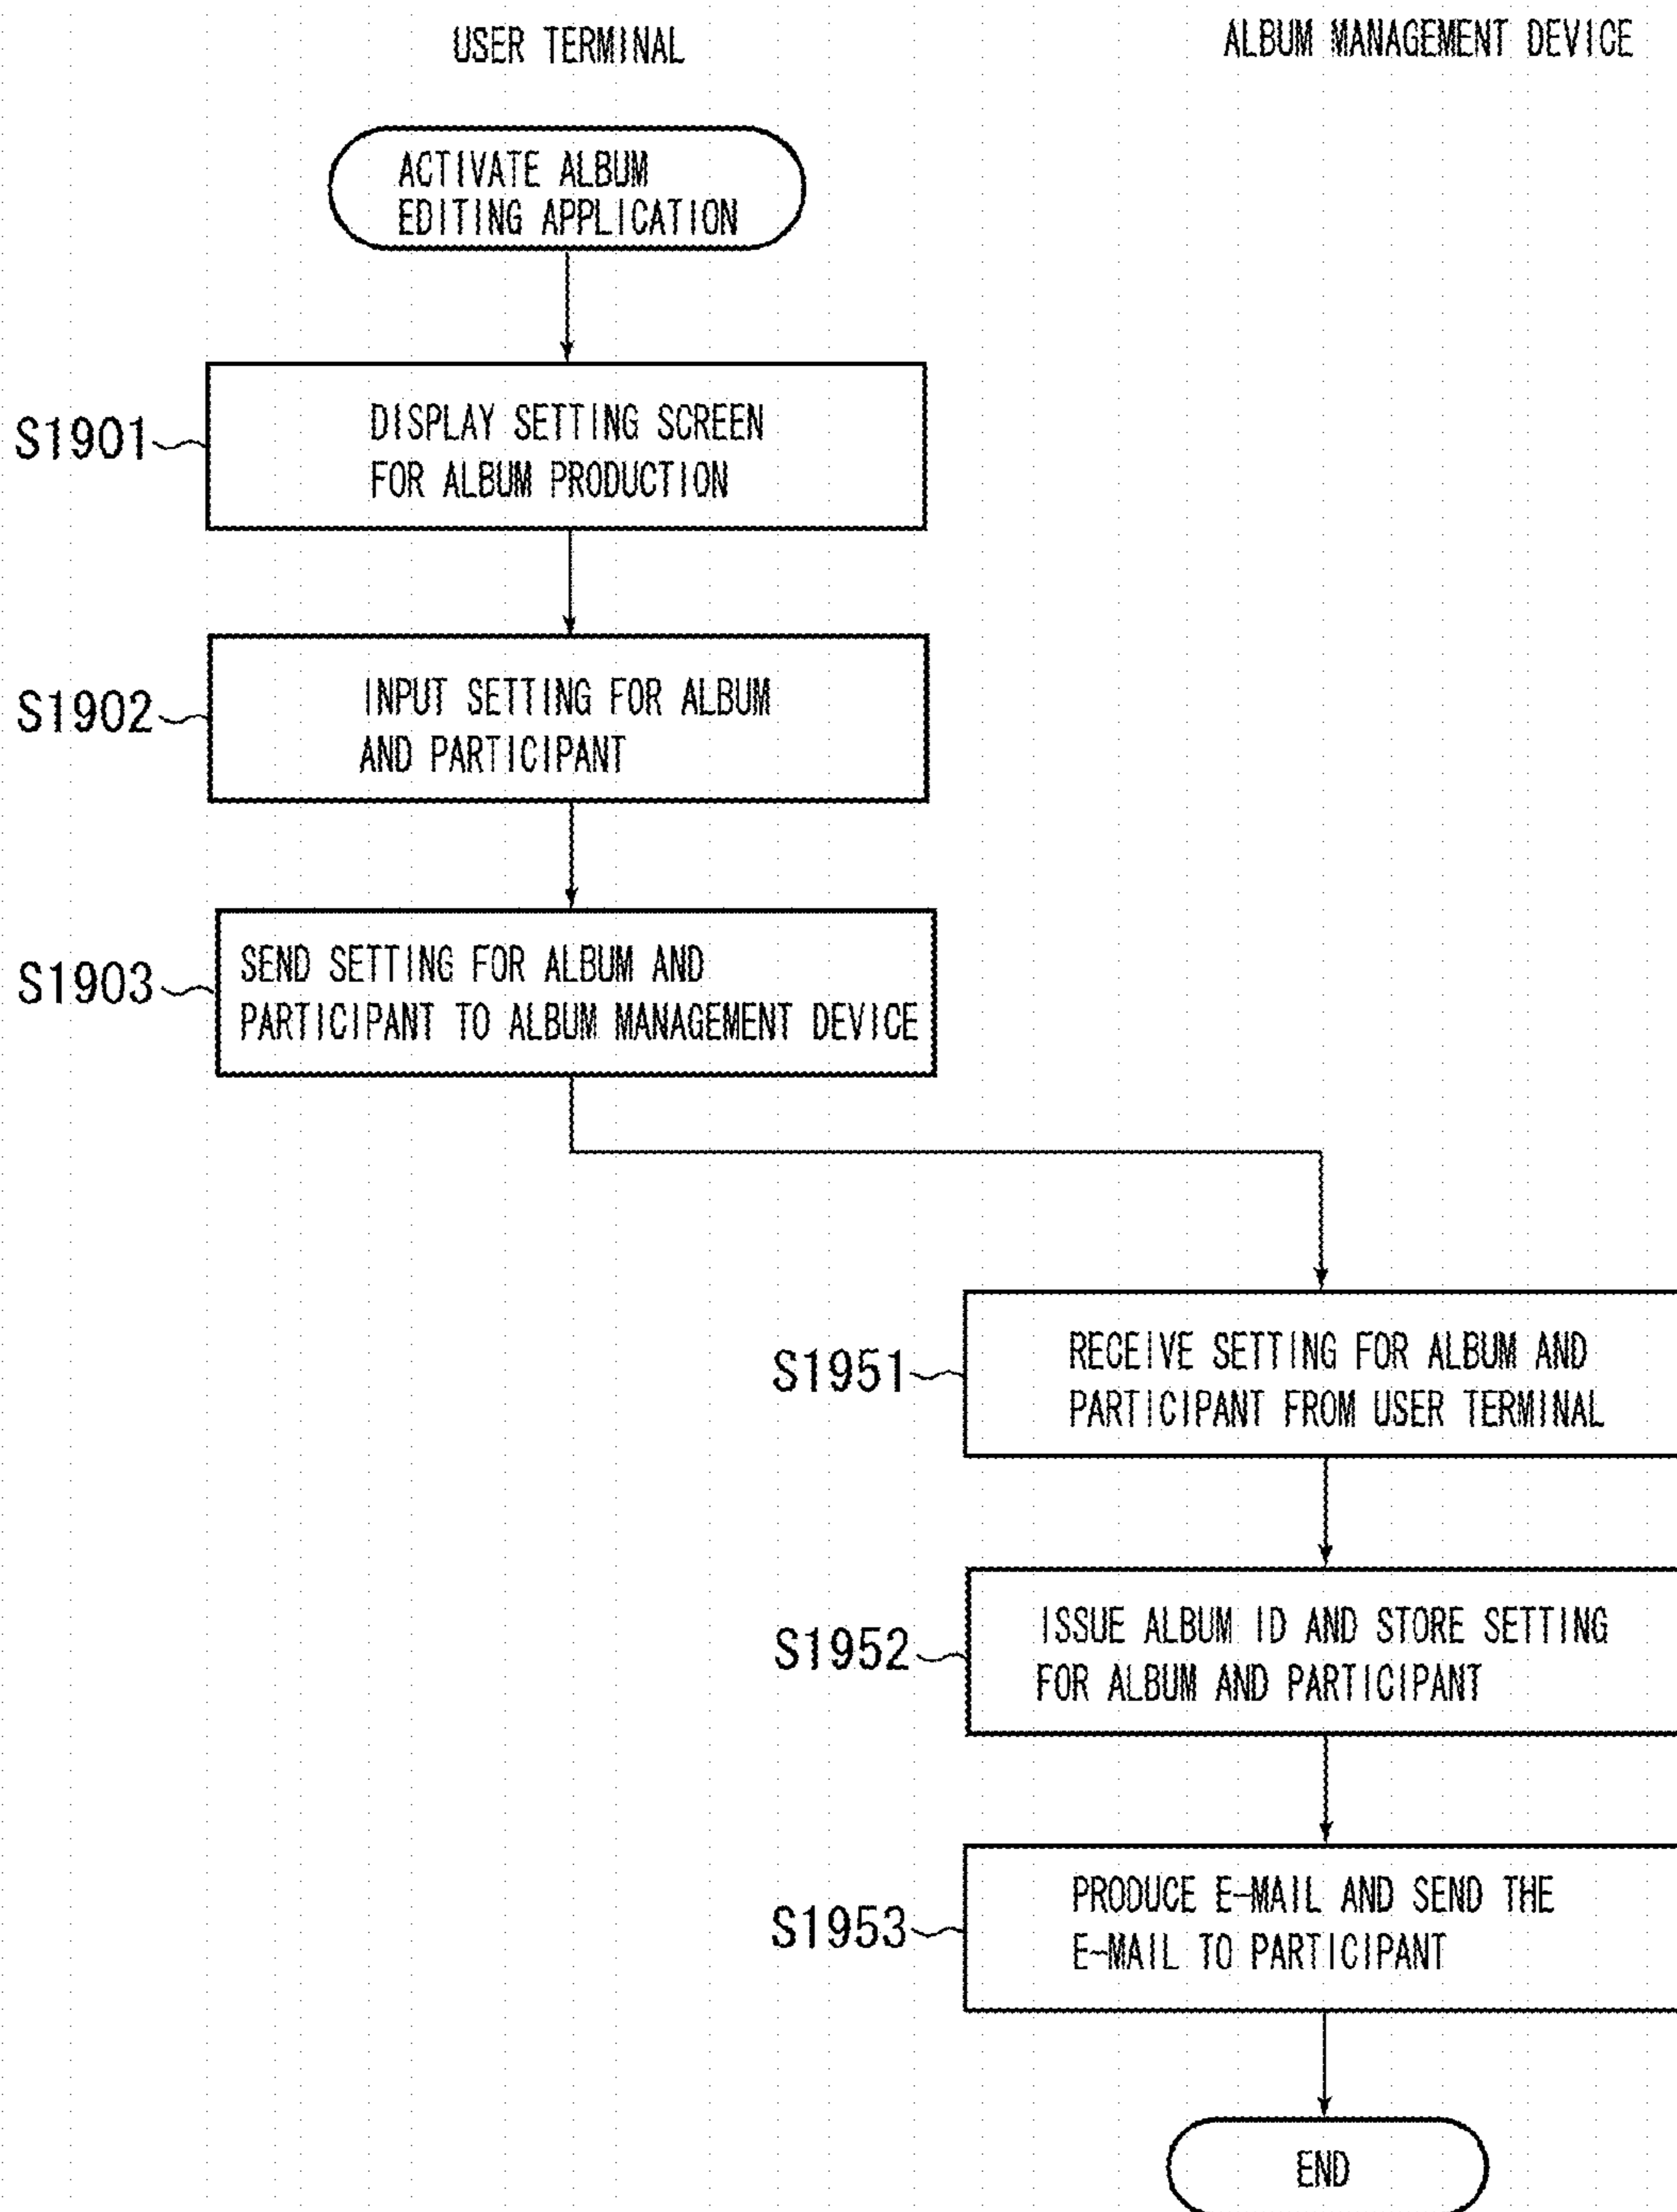 USER TERMINAL
ALBUM MANAGEMENT DEVICE
ACTIVATE ALBUM
EDITING APPLICATION
S1901
DISPLAY SETTING SCREEN
FOR ALBUM PRODUCTION
S1902
INPUT SETTING FOR ALBUM
AND PARTICIPANT
S1903
SEND SETTING FOR ALBUM AND
PARTICIPANT TO ALBUM MANAGEMENT DEVICE
S1951
RECEIVE SETTING FOR ALBUM AND
PARTICIPANT FROM USER TERMINAL
S1952
ISSUE ALBUM ID AND STORE SETTING
FOR ALBUM AND PARTICIPANT
S1953
PRODUCE E-MAIL AND SEND THE
E-MAIL TO PARTICIPANT
END